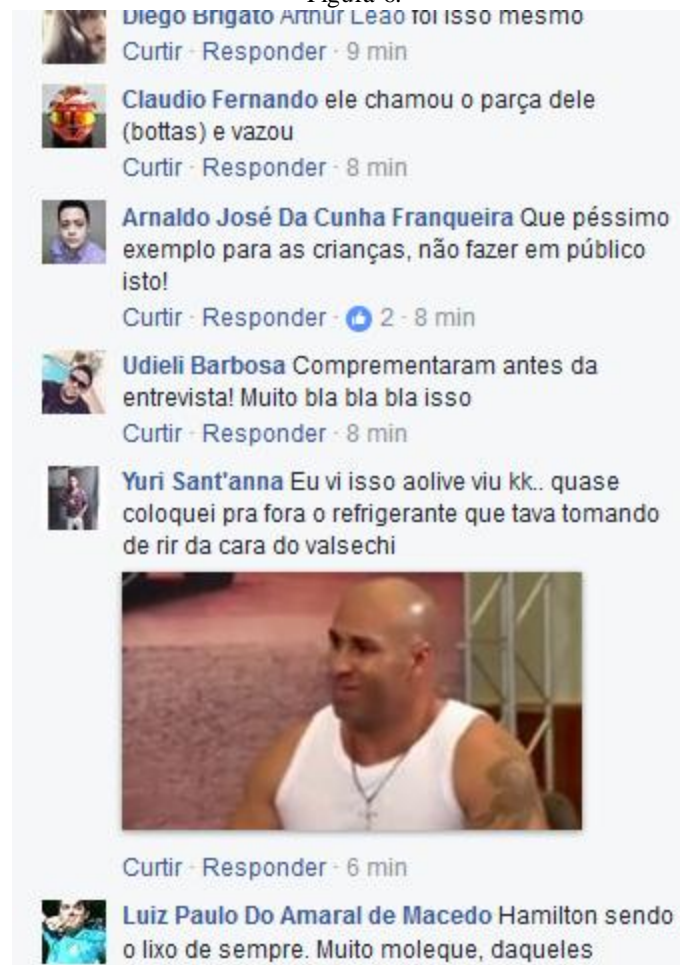 Figura 6.
Diego Brigato Arthur Leão foi isso mesmo
Curtir · Responder · 9 min
Claudio Fernando ele chamou o parça dele
(bottas) e vazou
Curtir · Responder · 8 min
Arnaldo José Da Cunha Franqueira Que péssimo
exemplo para as crianças, não fazer em público
isto!
Curtir · Responder · 2 · 8 min
Udieli Barbosa Comprementaram antes da
entrevista! Muito bla bla bla isso
Curtir · Responder · 8 min
Yuri Sant'anna Eu vi isso aolive viu kk.. quase
coloquei pra fora o refrigerante que tava tomando
de rir da cara do valsechi
Curtir · Responder · 6 min
Luiz Paulo Do Amaral de Macedo Hamilton sendo
o lixo de sempre. Muito moleque, daqueles